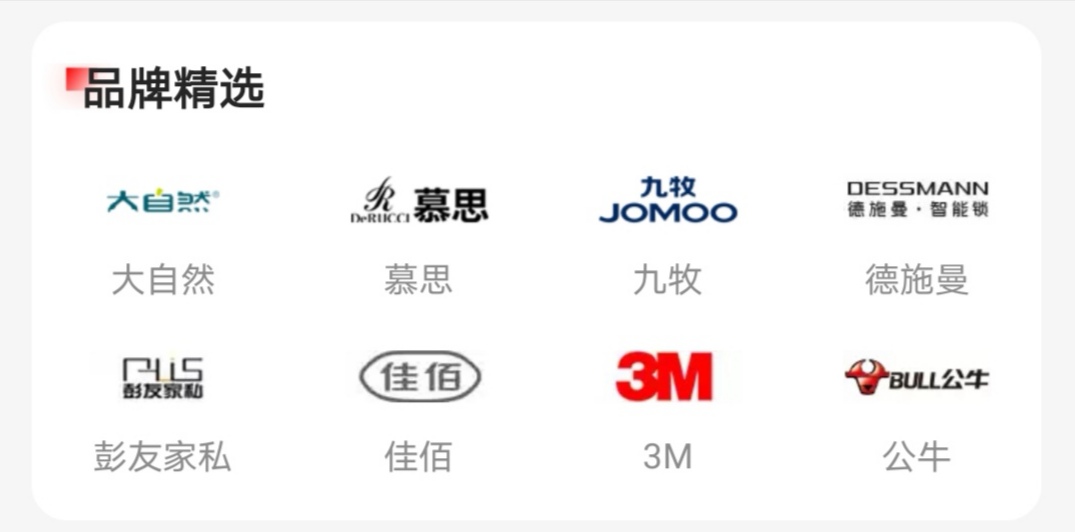 品牌精选
大自然®
DeRUCCI 慕思
九牧
JOMOO
DESSMANN
德施曼·智能锁
大自然
慕思
九牧
德施曼
彭友家私
佳佰
3M
BULL公牛
彭友家私
佳佰
3M
公牛